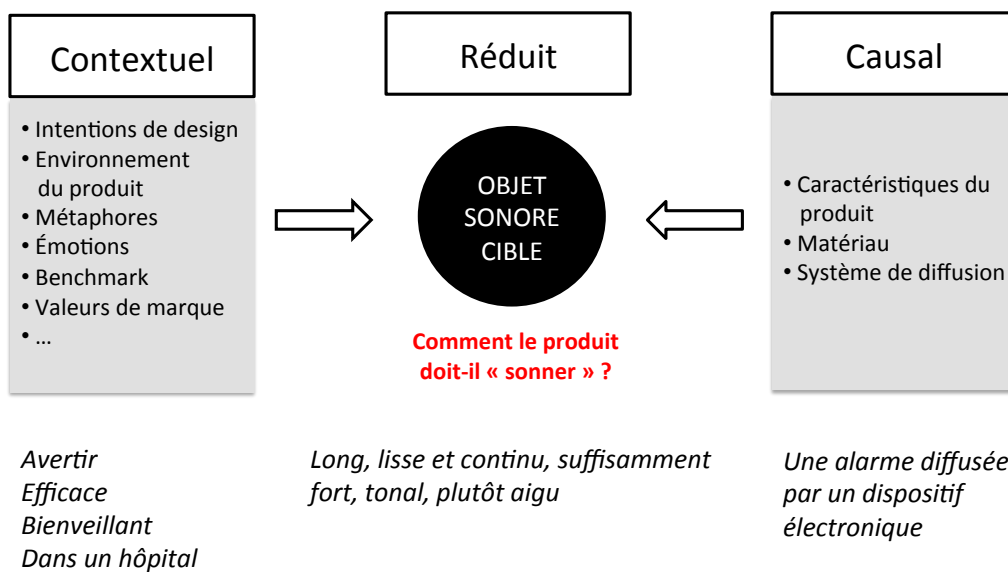 Contextuel
• Intentions de design
• Environnement
du produit
• Métaphores
• Émotions
• Benchmark
• Valeurs de marque
• ...
Avertir
Efficace
Bienveillant
Dans un hôpital
Réduit
OBJET
SONORE
CIBLE
Comment le produit
doit-il « sonner » ?
Long, lisse et continu, suffisamment
fort, tonal, plutôt aigu
Causal
• Caractéristiques du
produit
• Matériau
• Système de diffusion
Une alarme diffusée
par un dispositif
électronique